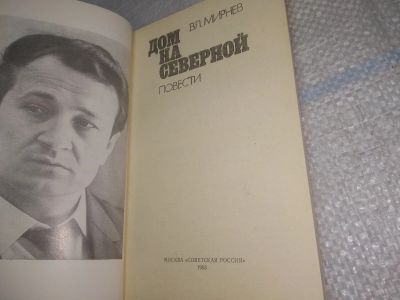 ВЛ. МИРНЕВ
ДОМ
НА
СЕВЕРНОЙ
ПОВЕСТИ
МОСКВА «СОВЕТСКАЯ РОССИЯ»